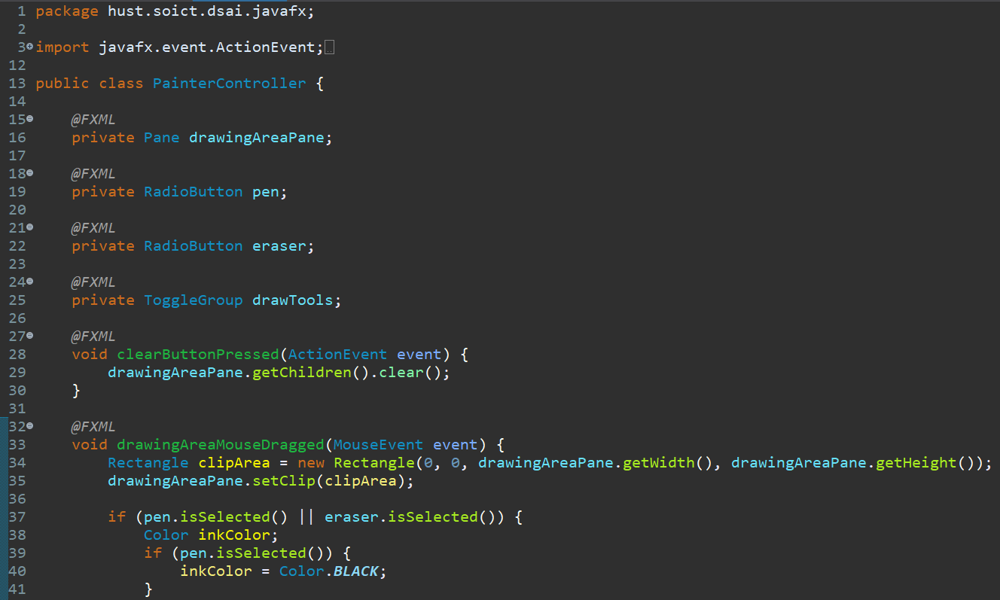 1 package hust.soict.dsai.javafx;
2
3 import javafx.event.ActionEvent;
12
13 public class PainterController {
14
15 @FXML
16 private Pane drawingAreaPane;
17
18 @FXML
19 private RadioButton pen;
20
21 @FXML
22 private RadioButton eraser;
23
24 @FXML
25 private ToggleGroup drawTools;
26
27 @FXML
28 void clearButtonPressed(ActionEvent event) {
29 drawingAreaPane.getChildren().clear();
30 }
31
32 @FXML
33 void drawingAreaMouseDragged(MouseEvent event) {
34 Rectangle clipArea = new Rectangle(0, 0, drawingAreaPane.getWidth(), drawingAreaPane.getHeight());
35 drawingAreaPane.setClip(clipArea);
36
37 if (pen.isSelected() || eraser.isSelected()) {
38 Color inkColor;
39 if (pen.isSelected()) {
40 inkColor = Color.BLACK;
41 }